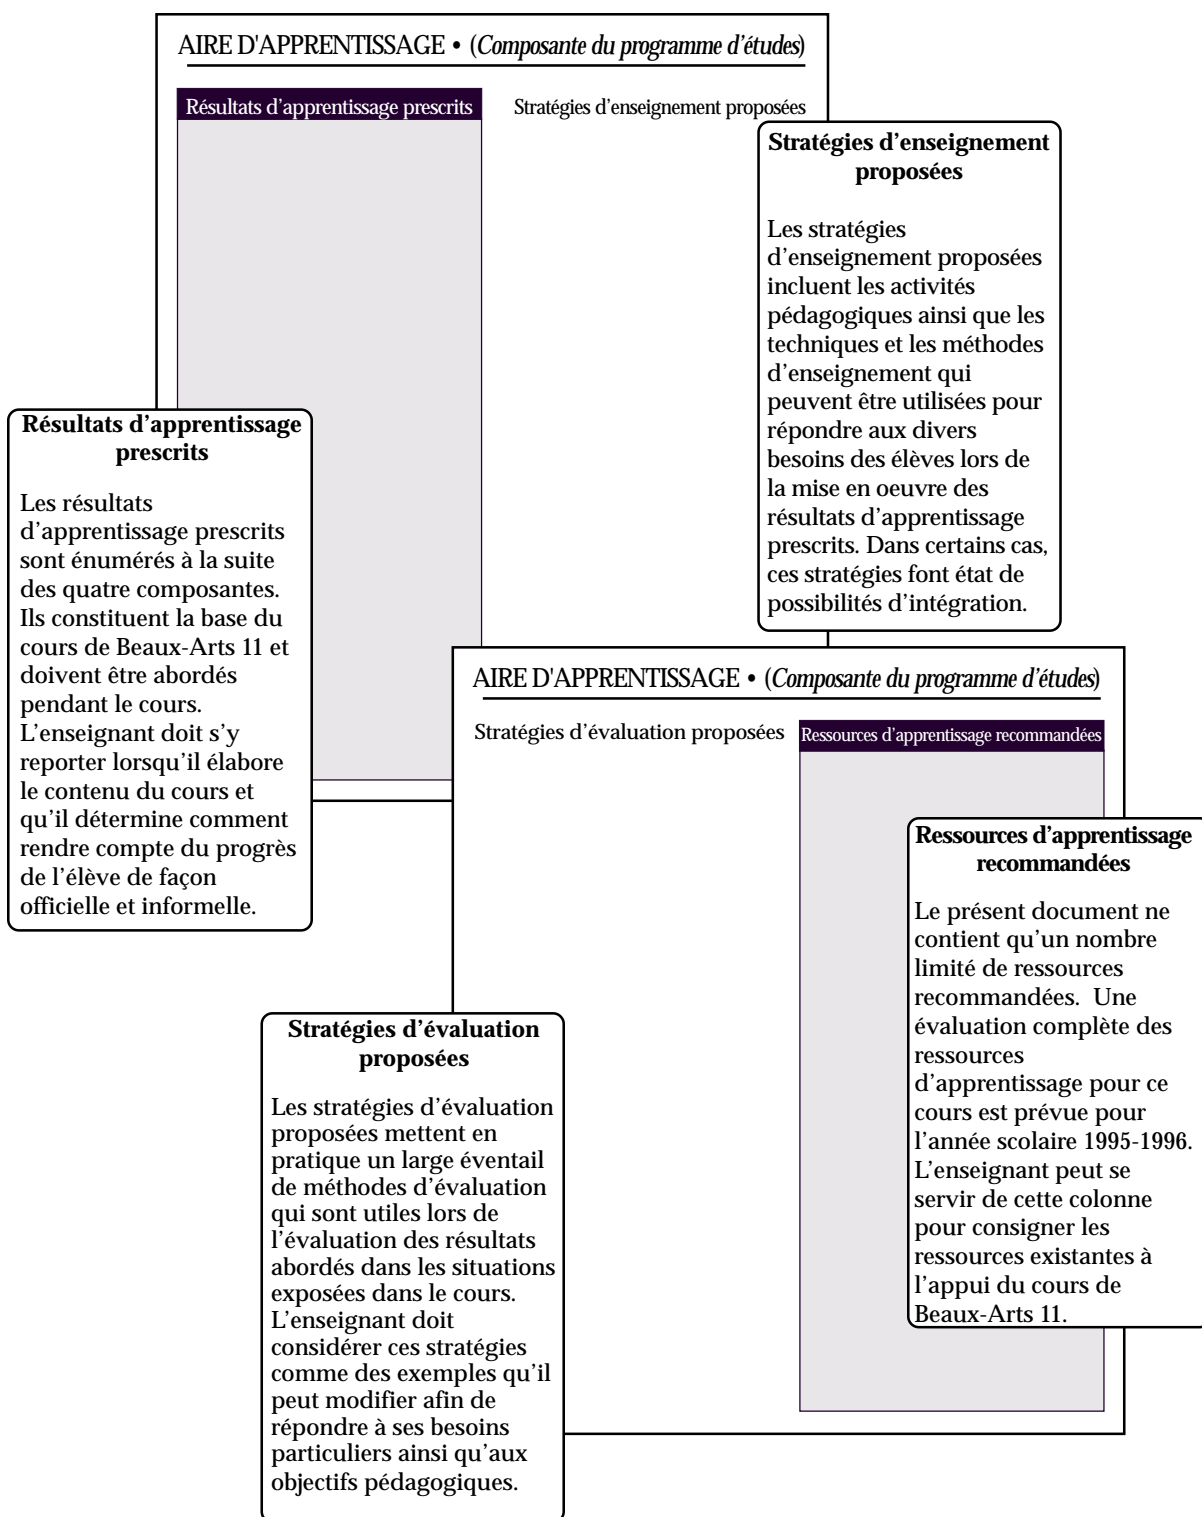 AIRE D'APPRENTISSAGE • (Composante du programme d'études)
Résultats d'apprentissage prescrits
Stratégies d'enseignement proposées
Stratégies d'enseignement
proposées
Les stratégies
d'enseignement proposées
incluent les activités
pédagogiques ainsi que les
techniques et les méthodes
d'enseignement qui
peuvent être utilisées pour
répondre aux divers
besoins des élèves lors de
la mise en oeuvre des
résultats d'apprentissage
prescrits. Dans certains cas,
ces stratégies font état de
possibilités d'intégration.
Résultats d'apprentissage
prescrits
Les résultats
d'apprentissage prescrits
sont énumérés à la suite
des quatre composantes.
Ils constituent la base du
cours de Beaux-Arts 11 et
doivent être abordés
pendant le cours.
L'enseignant doit s'y
reporter lorsqu'il élabore
le contenu du cours et
qu'il détermine comment
rendre compte du progrès
de l'élève de façon
officielle et informelle.
AIRE D'APPRENTISSAGE • (Composante du programme d'études)
Stratégies d'évaluation proposées
Ressources d'apprentissage recommandées
Ressources d'apprentissage
recommandées
Le présent document ne
contient qu'un nombre
limité de ressources
recommandées.  Une
évaluation complète des
ressources
d'apprentissage pour ce
cours est prévue pour
l'année scolaire 1995-1996.
L'enseignant peut se
servir de cette colonne
pour consigner les
ressources existantes à
l'appui du cours de
Beaux-Arts 11.
Stratégies d'évaluation
proposées
Les stratégies d'évaluation
proposées mettent en
pratique un large éventail
de méthodes d'évaluation
qui sont utiles lors de
l'évaluation des résultats
abordés dans les situations
exposées dans le cours.
L'enseignant doit
considérer ces stratégies
comme des exemples qu'il
peut modifier afin de
répondre à ses besoins
particuliers ainsi qu'aux
objectifs pédagogiques.